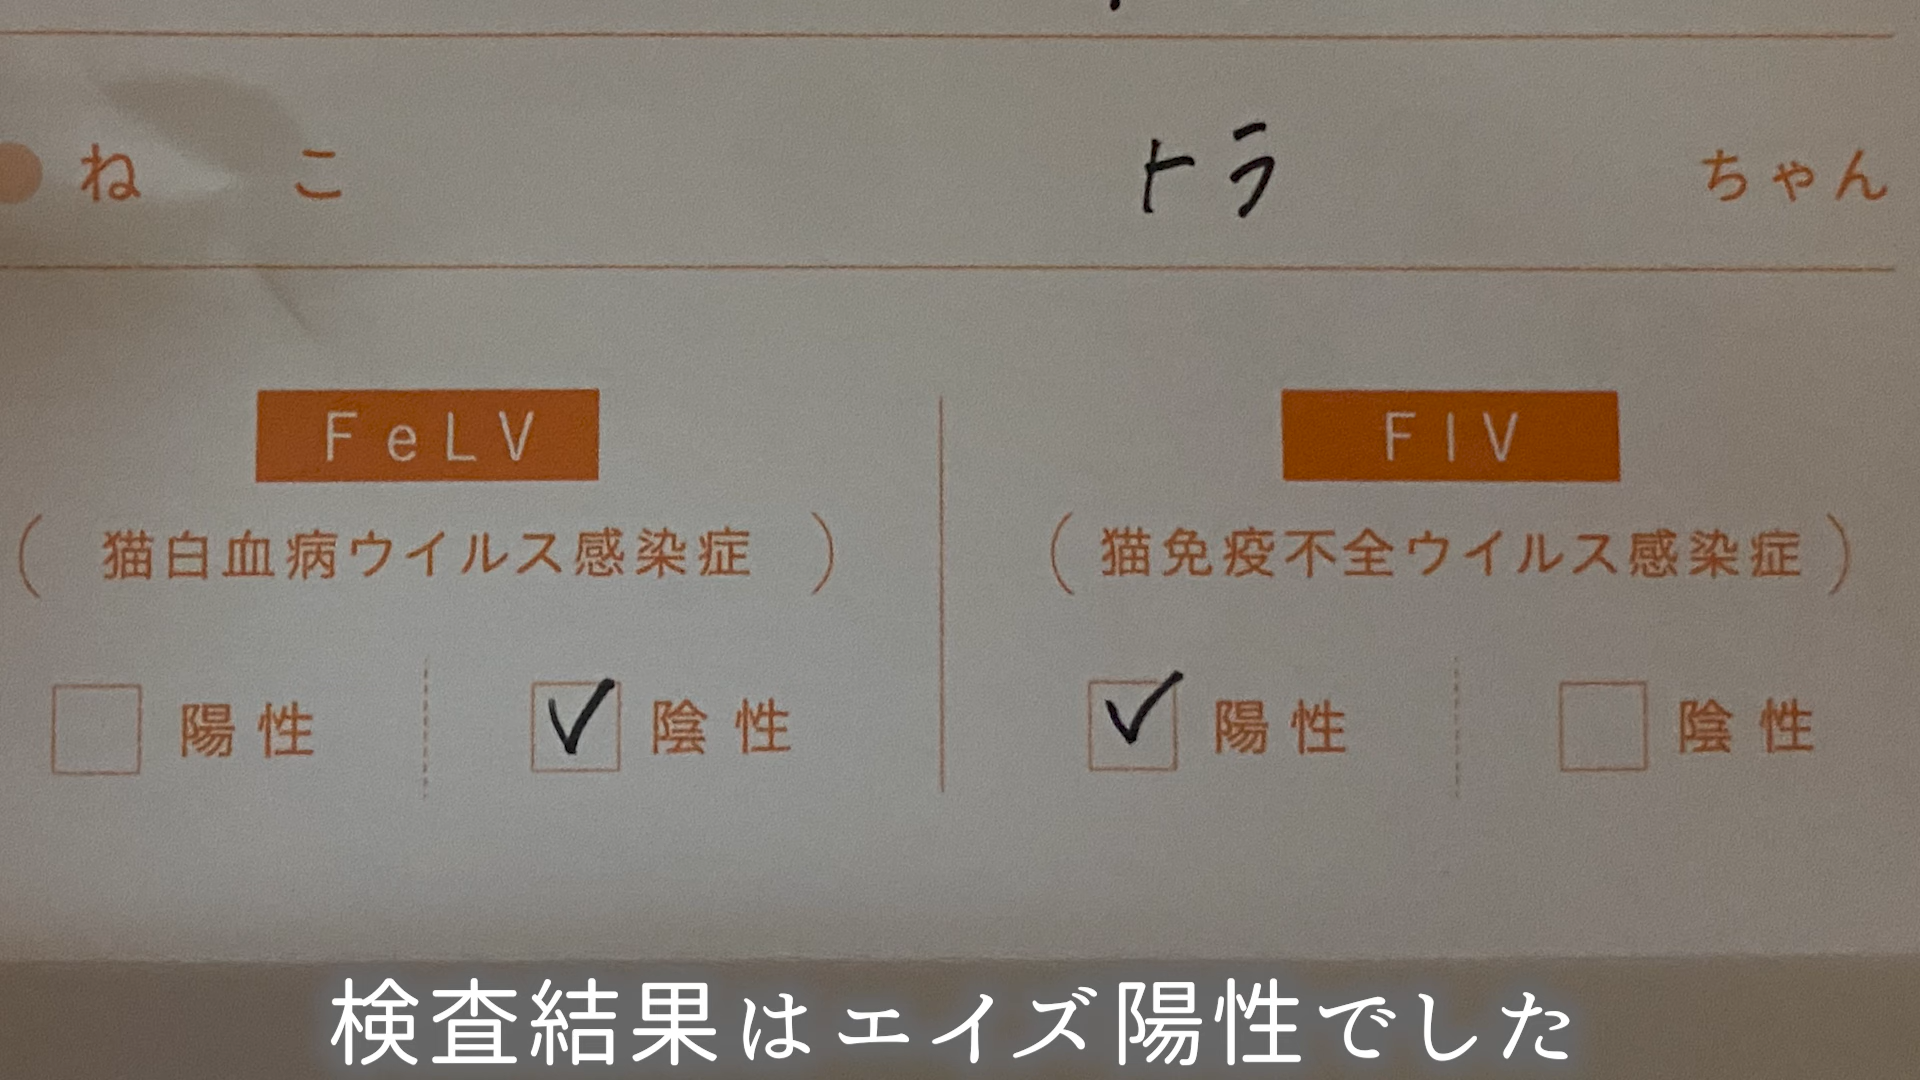 ねこ トラ ちゃん
FeLV FIV
(猫白血病ウイルス感染症) (猫免疫不全ウイルス感染症)
陽性 ✓ 陰性 ✓ 陽性 陰性
検査結果はエイズ陽性でした